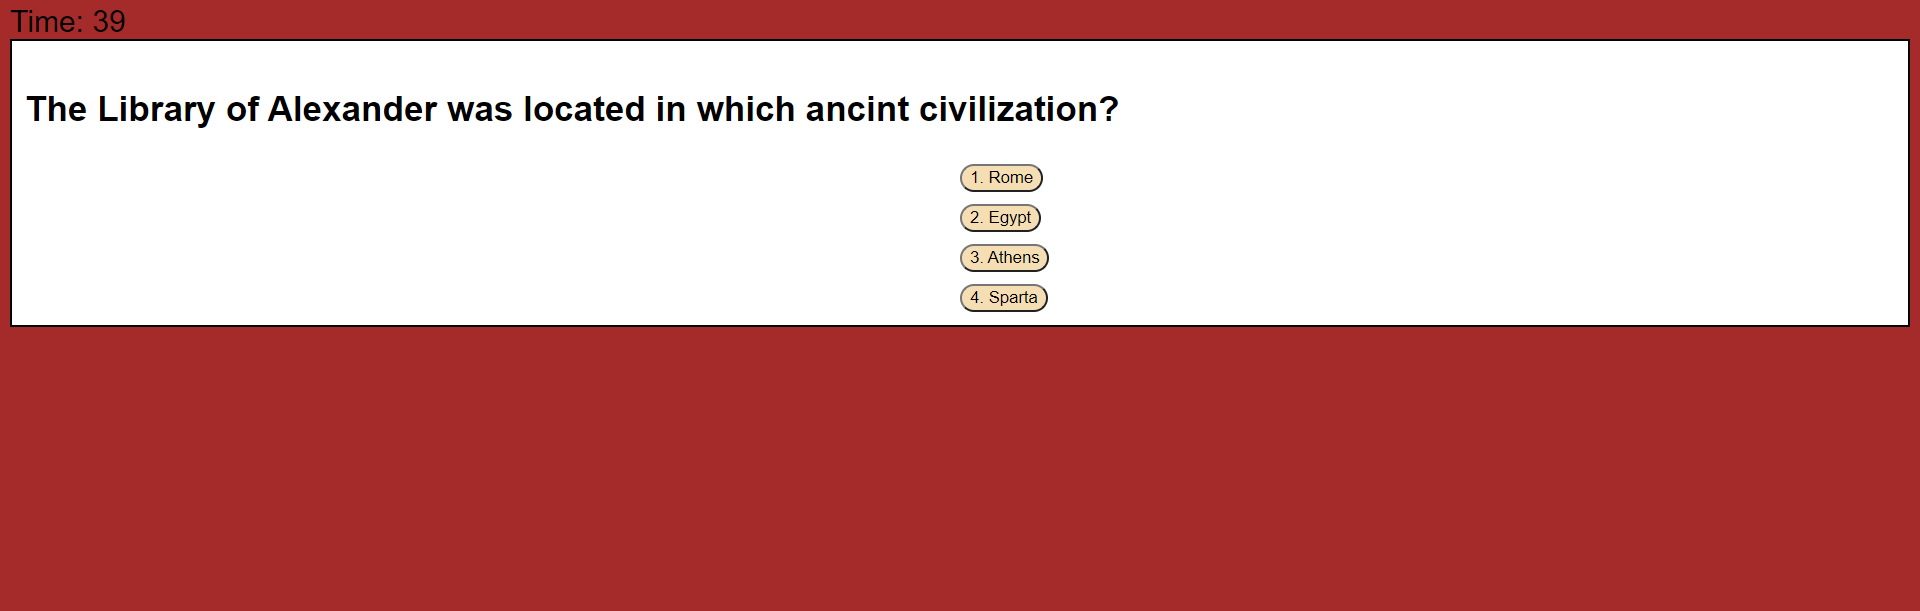 Time: 39
The Library of Alexander was located in which ancint civilization?
1. Rome
2. Egypt
3. Athens
4. Sparta